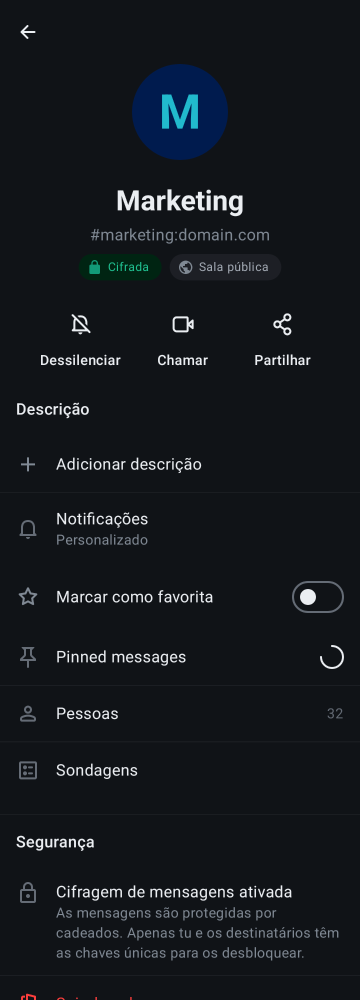 M
Marketing
#marketing:domain.com
Cifrada
Sala pública
Dessilenciar
Chamar
Partilhar
Descrição
Adicionar descrição
Notificações
Personalizado
Marcar como favorita
Pinned messages
Pessoas
32
Sondagens
Segurança
Cifragem de mensagens ativada
As mensagens são protegidas por
cadeados. Apenas tu e os destinatários têm
as chaves únicas para os desbloquear.